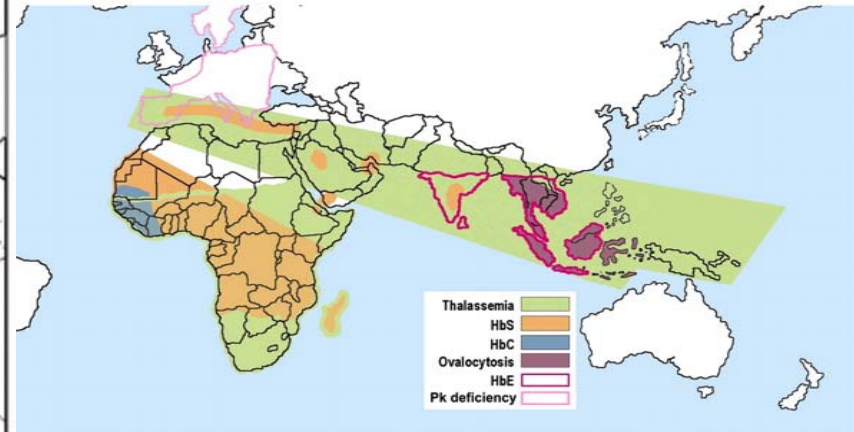 Thalassemia
HbS
HbC
Ovalocytosis
HbE
Pk deficiency